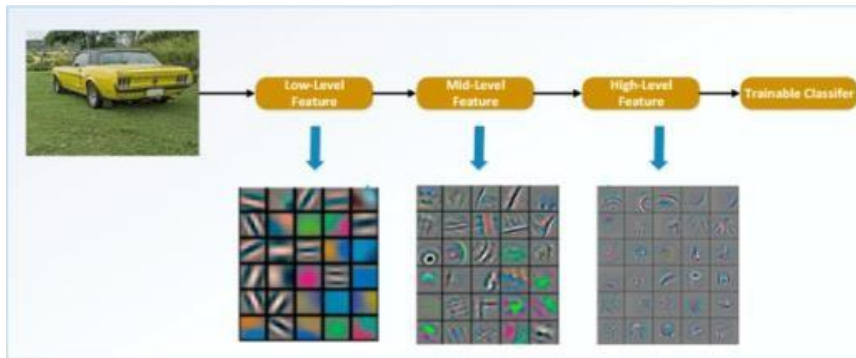 Low-Level
Feature
Mid-Level
Feature
High-Level
Feature
Trainable Classifer